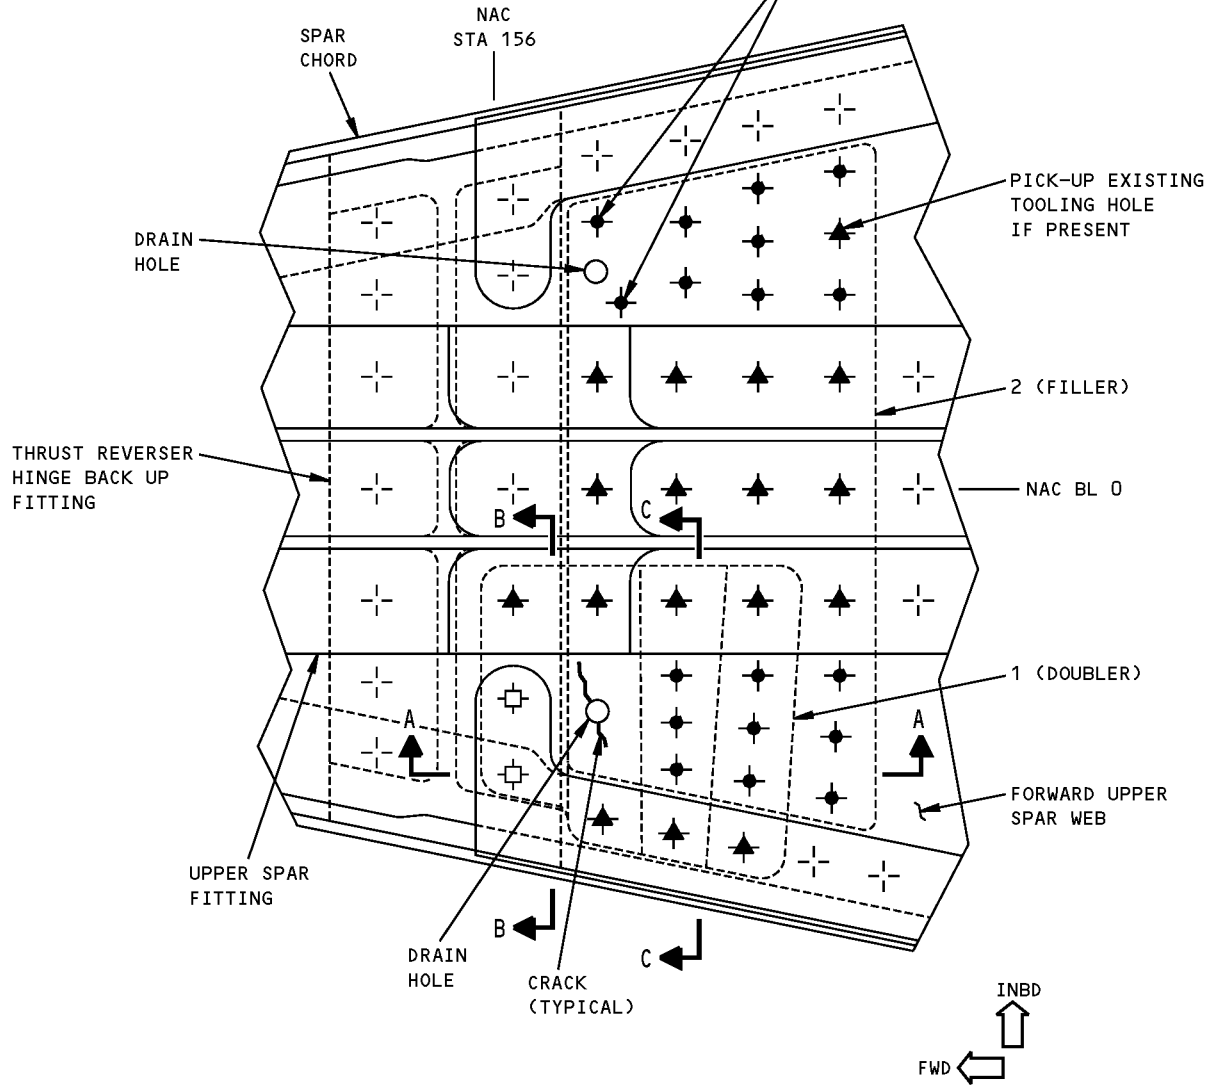 NAC
STA 156
SPAR
CHORD
PICK-UP EXISTING
TOOLING HOLE
IF PRESENT
DRAIN
HOLE
2 (FILLER)
THRUST REVERSER
HINGE BACK UP
FITTING
NAC BL 0
B
C
1 (DOUBLER)
A
A
FORWARD UPPER
SPAR WEB
UPPER SPAR
FITTING
B
C
DRAIN
HOLE
CRACK
(TYPICAL)
INBD
FWD